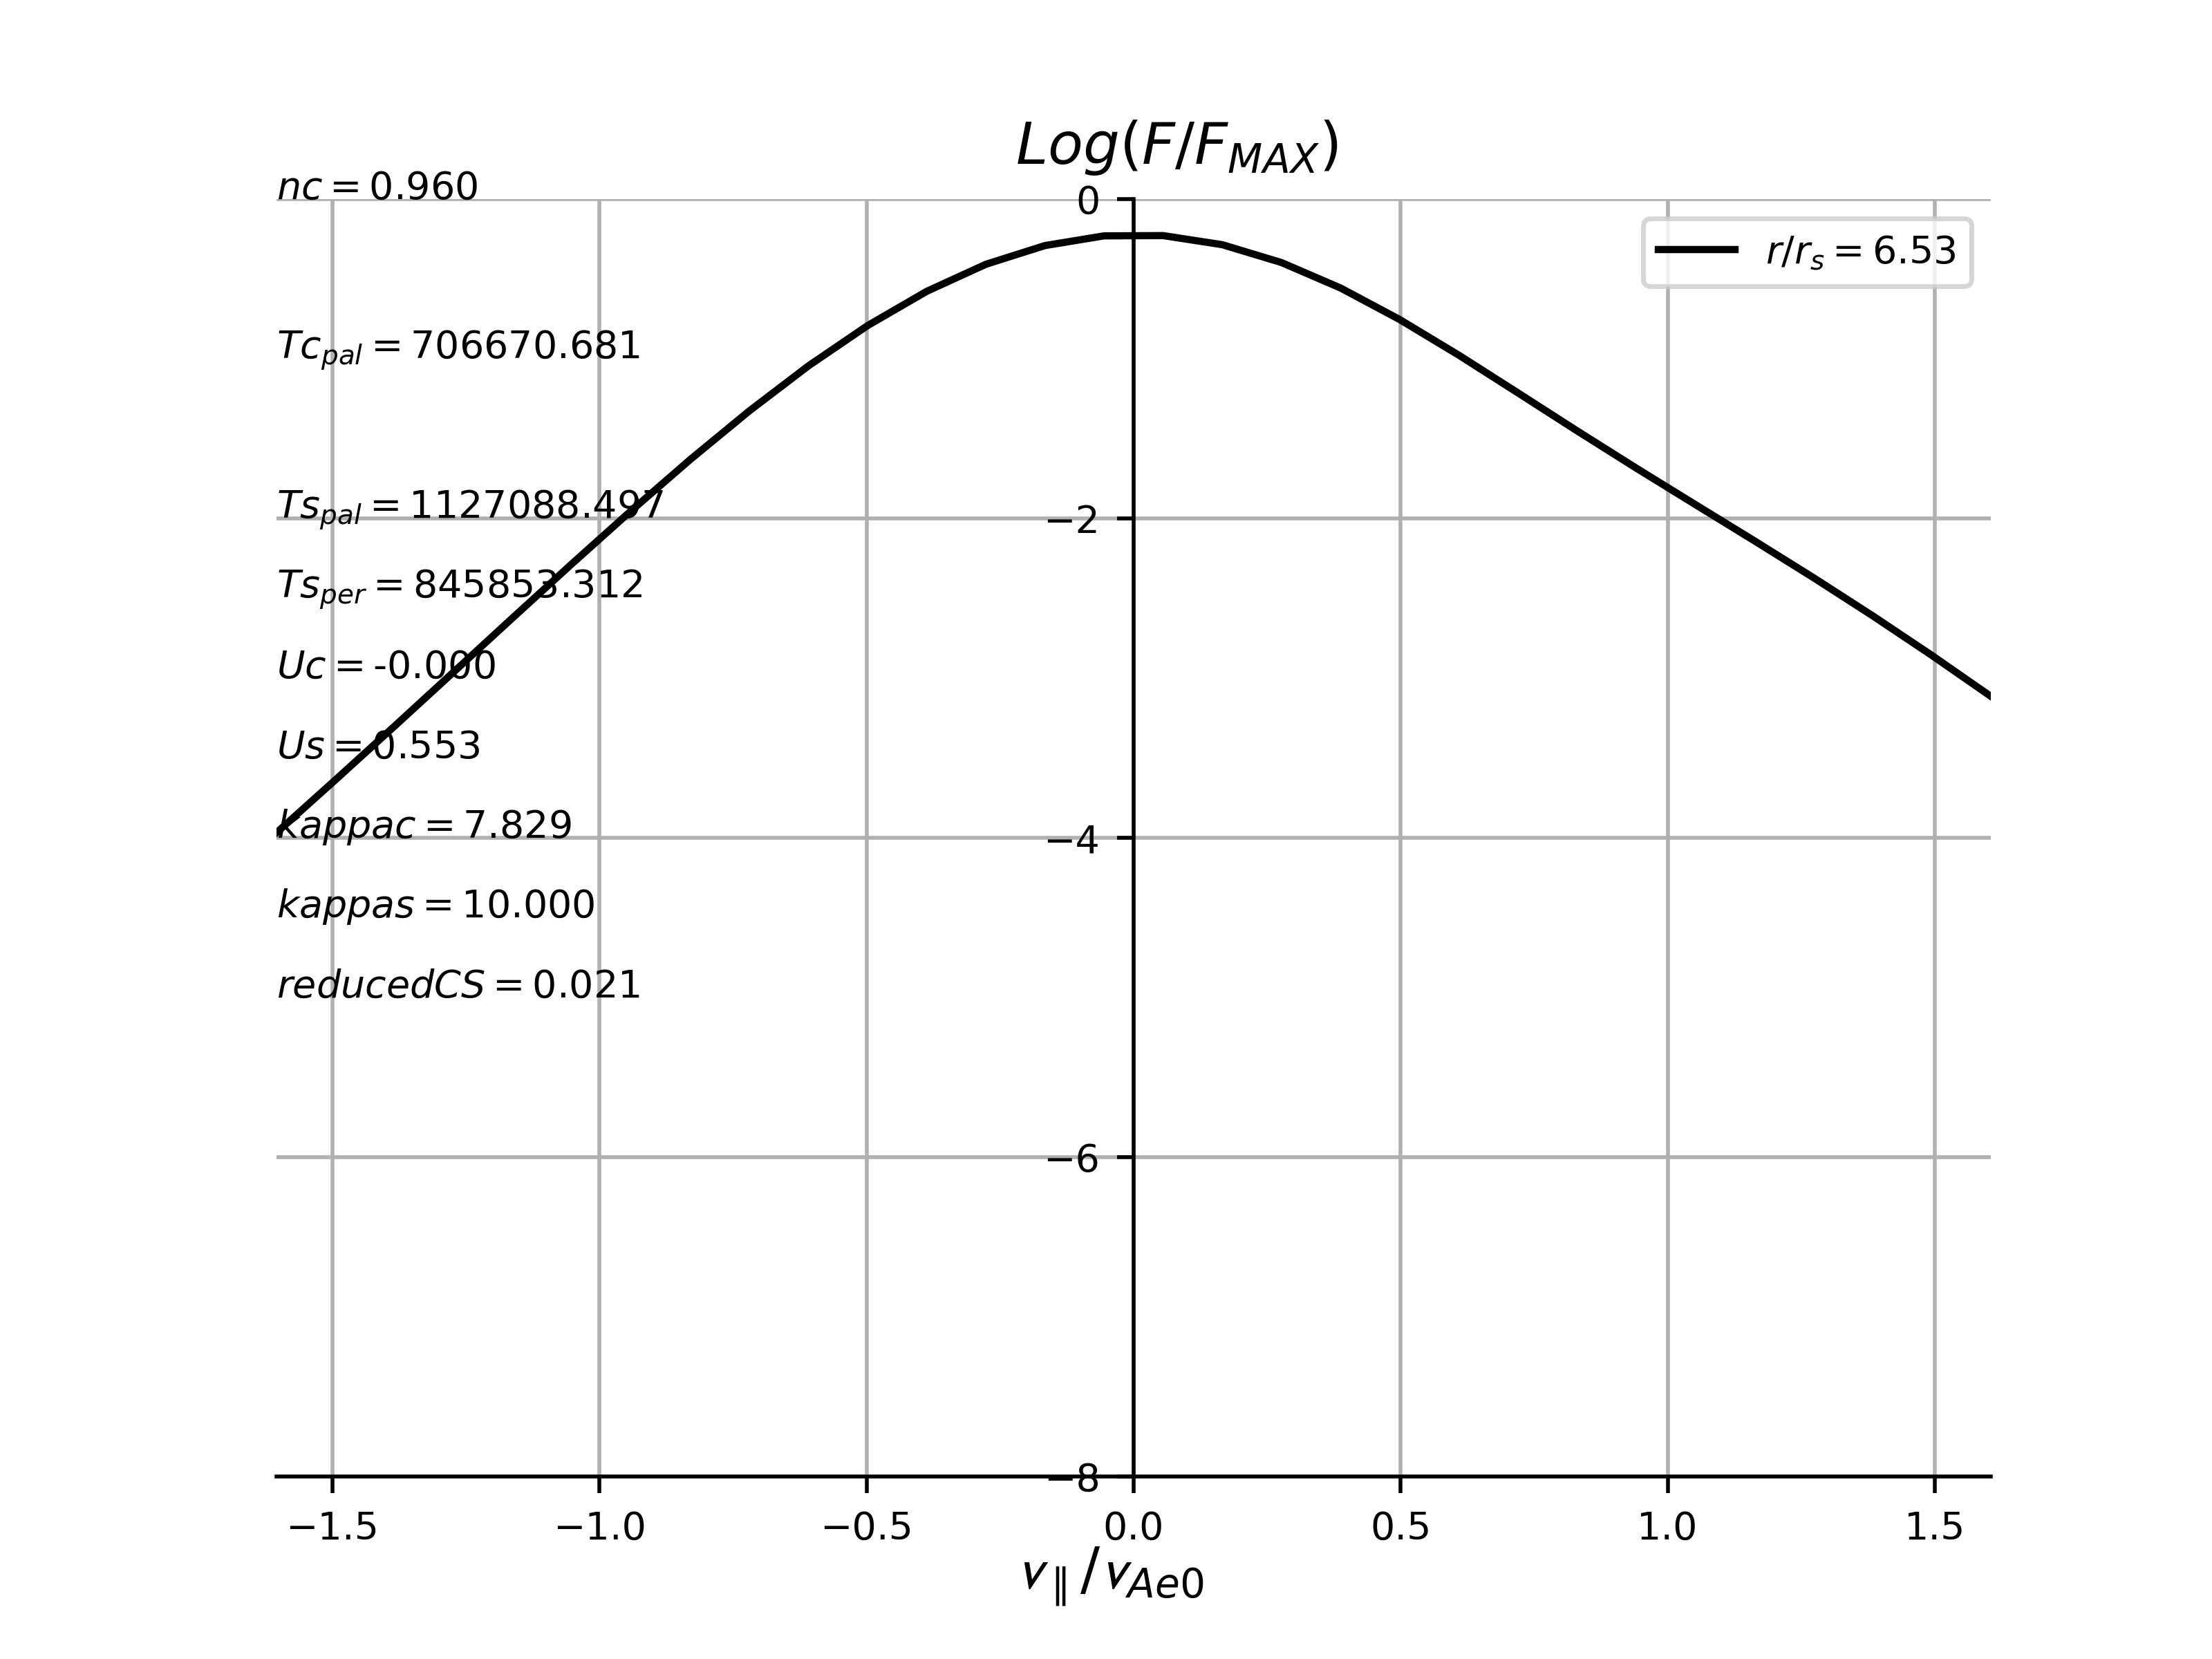 Log(F/F_MAX)
nc = 0.960
0
r/r_s = 6.53
Tc_pal = 706670.681
Ts_pal = 1127088.497
−2
Ts_per = 845853.312
Uc = -0.000
Us = 0.553
kappac = 7.829
−4
kappas = 10.000
reducedCS = 0.021
−6
−8
−1.5 −1.0 −0.5 0.0 0.5 1.0 1.5
v_∥/v_Ae0